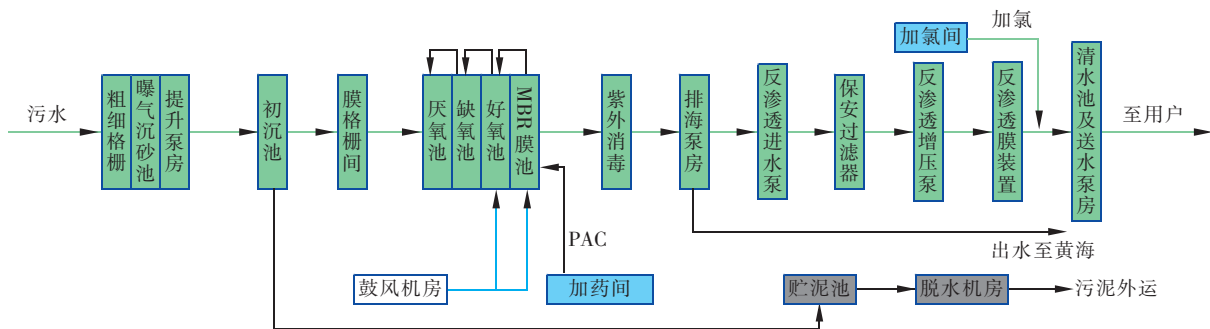 加氯
加氯间
污水
粗细格栅
曝气沉砂池
提升泵房
初沉池
膜格栅间
厌氧池
缺氧池
好氧池
MBR膜池
紫外消毒
排海泵房
反渗透进水泵
保安过滤器
反渗透增压泵
反渗透膜装置
清水池及送水泵房
至用户
PAC
出水至黄海
鼓风机房
加药间
贮泥池
脱水机房
污泥外运